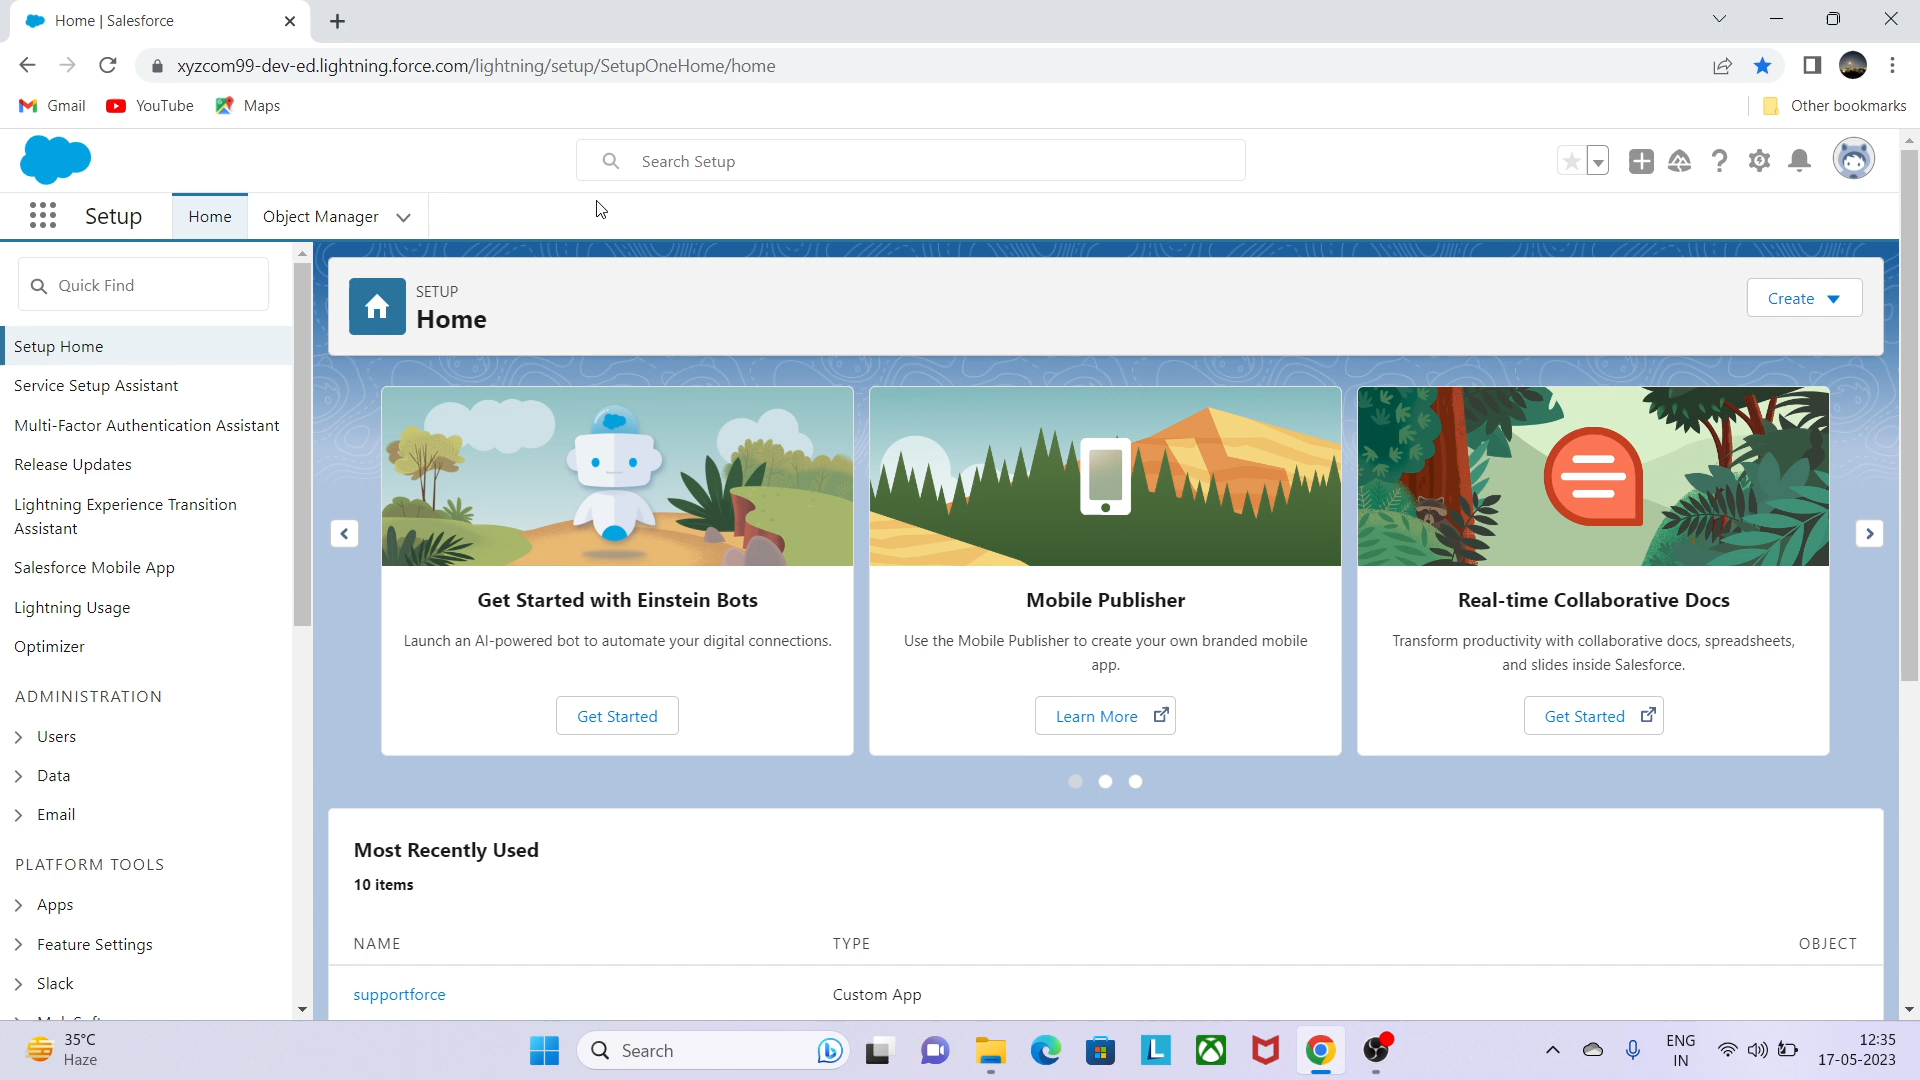 Home | Salesforce
xyzcom99-dev-ed.lightning.force.com/lightning/setup/SetupOneHome/home
Gmail YouTube Maps Other bookmarks
Search Setup
Setup Home Object Manager
Quick Find
Setup Home
Service Setup Assistant
Multi-Factor Authentication Assistant
Release Updates
Lightning Experience Transition
Assistant
Salesforce Mobile App
Lightning Usage
Optimizer
ADMINISTRATION
Users
Data
Email
PLATFORM TOOLS
Apps
Feature Settings
Slack
SETUP
Home
Create
Get Started with Einstein Bots
Launch an AI-powered bot to automate your digital connections.
Get Started
Mobile Publisher
Use the Mobile Publisher to create your own branded mobile
app.
Learn More
Real-time Collaborative Docs
Transform productivity with collaborative docs, spreadsheets,
and slides inside Salesforce.
Get Started
Most Recently Used
10 items
NAME TYPE OBJECT
supportforce Custom App
35°C
Haze
Search
ENG
IN
12:35
17-05-2023